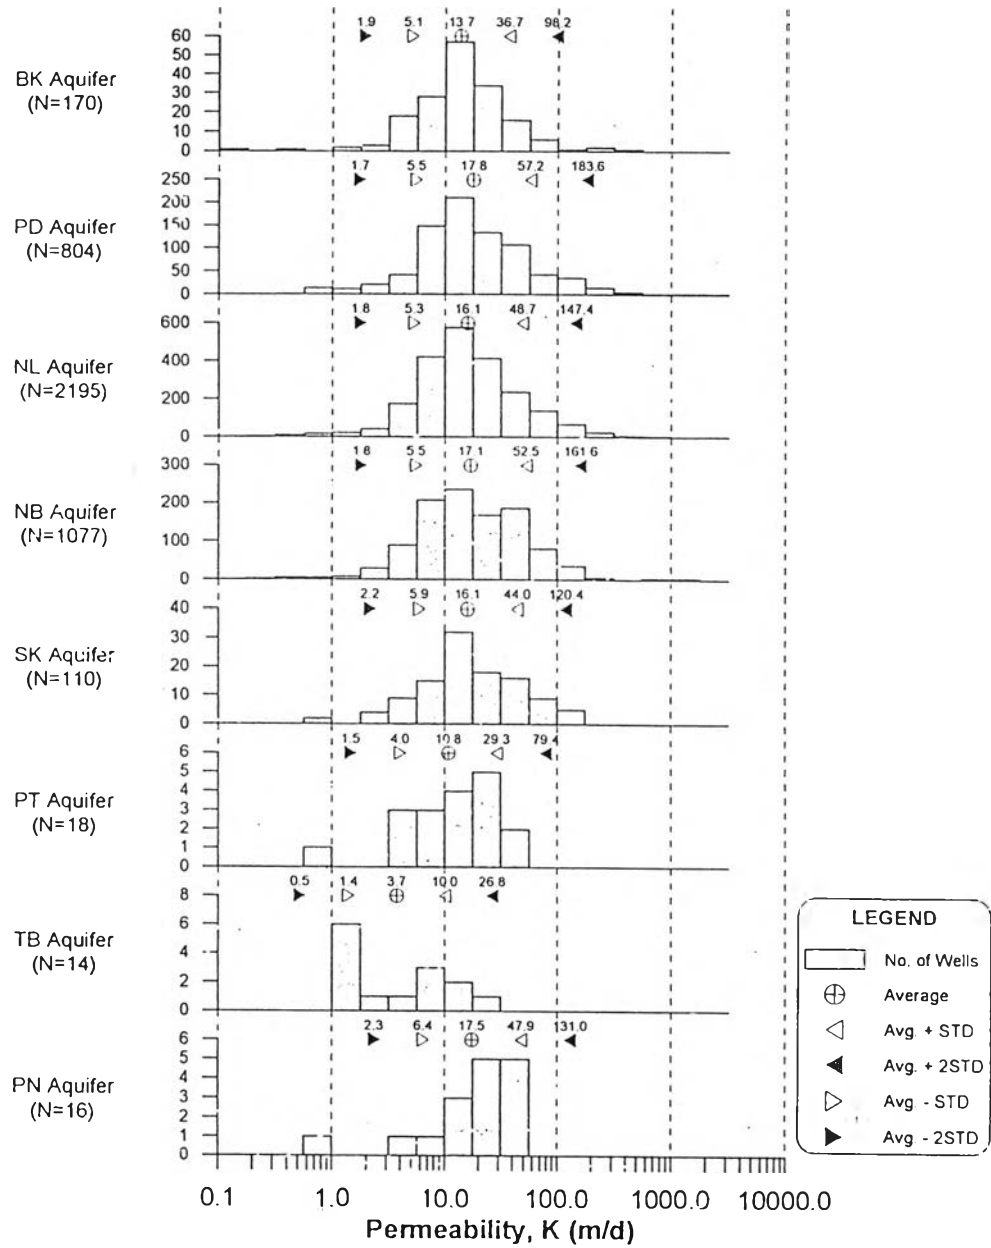 1.9 5.1 13.7 36.7 98.2
60
50
40
30
20
10
0
BK Aquifer
(N=170)
1.7 5.5 17.8 57.2 183.6
250
200
150
100
50
0
PD Aquifer
(N=804)
1.8 5.3 16.1 48.7 147.4
600
400
200
0
NL Aquifer
(N=2195)
1.8 5.5 17.1 52.5 161.6
300
200
100
0
NB Aquifer
(N=1077)
2.2 5.9 16.1 44.0 120.4
40
30
20
10
0
SK Aquifer
(N=110)
1.5 4.0 10.8 29.3 79.4
6
5
4
3
2
1
0
PT Aquifer
(N=18)
0.5 1.4 3.7 10.0 26.8
8
6
4
2
0
TB Aquifer
(N=14)
2.3 6.4 17.5 47.9 131.0
6
5
4
3
2
1
0
PN Aquifer
(N=16)
0.1 1.0 10.0 100.0 1000.0 10000.0
Permeability, K (m/d)
LEGEND
No. of Wells
Average
Avg. + STD
Avg. + 2STD
Avg. - STD
Avg. - 2STD